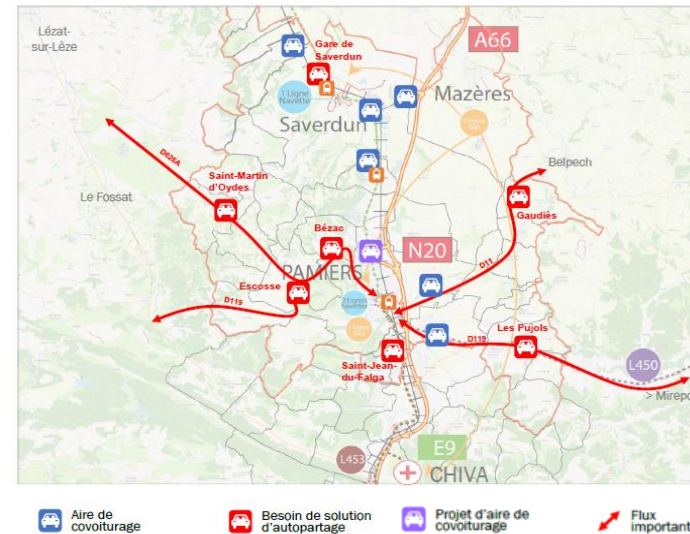 Lézat-
sur-Lèze
Gare de
Saverdun
A66
1 Ligne
Navette
Mazères
Saverdun
Belpech
D626A
Saint-Martin
d'Oydes
Le Fossat
Gaudiès
Bézac
N20
D11
PAMIERS
Escosse
D119
D119
Les Pujols
Saint-Jean-
du-Falga
L450
> Mirepo
E9
L453
CHIVA
Aire de
covoiturage
Besoin de solution
d'autopartage
Projet d'aire de
covoiturage
Flux
important